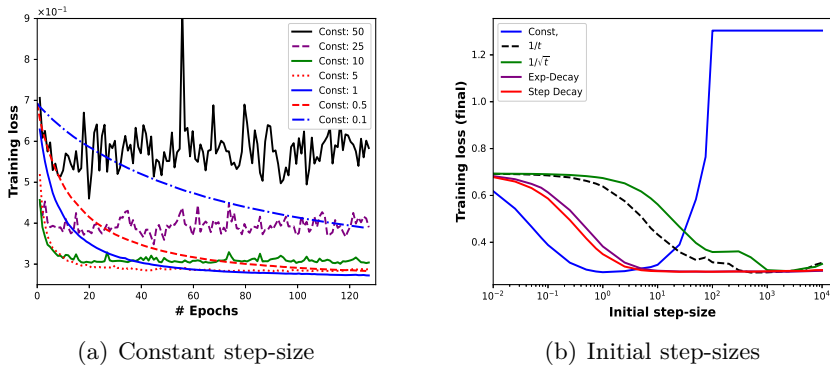 ×10⁻¹
9
8
7
6
5
4
3
Training loss
0 20 40 60 80 100 120
# Epochs
Const: 50
Const: 25
Const: 10
Const: 5
Const: 1
Const: 0.5
Const: 0.1
(a) Constant step-size
1.2
1.0
0.8
0.6
0.4
Training loss (final)
10⁻² 10⁻¹ 10⁰ 10¹ 10² 10³ 10⁴
Initial step-size
Const,
1/t
1/√t
Exp-Decay
Step Decay
(b) Initial step-sizes